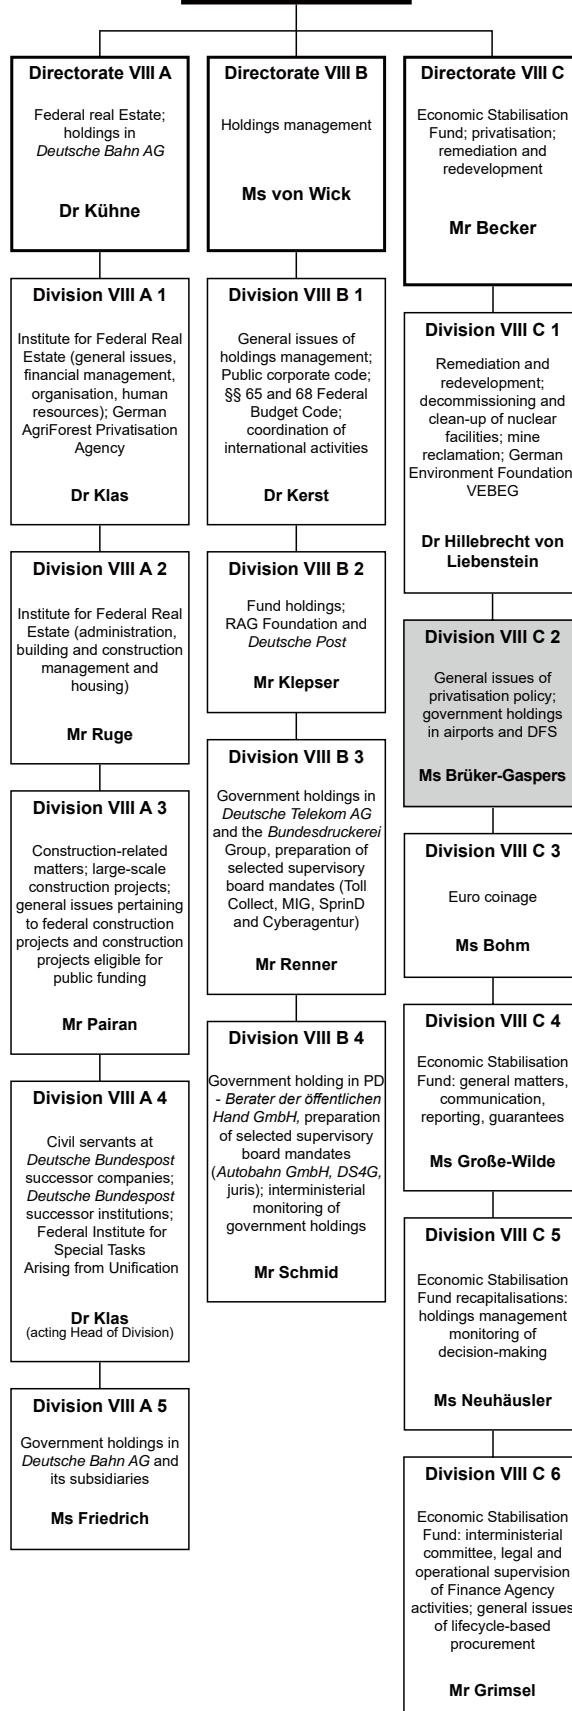 Directorate VIII A
Federal real Estate;
holdings in
Deutsche Bahn AG
Dr Kühne
Division VIII A 1
Institute for Federal Real
Estate (general issues,
financial management,
organisation, human
resources); German
AgriForest Privatisation
Agency
Dr Klas
Division VIII A 2
Institute for Federal Real
Estate (administration,
building and construction
management and
housing)
Mr Ruge
Division VIII A 3
Construction-related
matters; large-scale
construction projects;
general issues pertaining
to federal construction
projects and construction
projects eligible for
public funding
Mr Pairan
Division VIII A 4
Civil servants at
Deutsche Bundespost
successor companies;
Deutsche Bundespost
successor institutions;
Federal Institute for
Special Tasks
Arising from Unification
Dr Klas
(acting Head of Division)
Division VIII A 5
Government holdings in
Deutsche Bahn AG and
its subsidiaries
Ms Friedrich
Directorate VIII B
Holdings management
Ms von Wick
Division VIII B 1
General issues of
holdings management;
Public corporate code;
§§ 65 and 68 Federal
Budget Code;
coordination of
international activities
Dr Kerst
Division VIII B 2
Fund holdings;
RAG Foundation and
Deutsche Post
Mr Klepser
Division VIII B 3
Government holdings in
Deutsche Telekom AG
and the Bundesdruckerei
Group, preparation of
selected supervisory
board mandates (Toll
Collect, MIG, SprinD
and Cyberagentur)
Mr Renner
Division VIII B 4
Government holding in PD
- Berater der öffentlichen
Hand GmbH, preparation
of selected supervisory
board mandates
(Autobahn GmbH, DS4G,
juris); interministerial
monitoring of
government holdings
Mr Schmid
Directorate VIII C
Economic Stabilisation
Fund; privatisation;
remediation and
redevelopment
Mr Becker
Division VIII C 1
Remediation and
redevelopment;
decommissioning and
clean-up of nuclear
facilities; mine
reclamation; German
Environment Foundation
VEBEG
Dr Hillebrecht von
Liebenstein
Division VIII C 2
General issues of
privatisation policy;
government holdings
in airports and DFS
Ms Brüker-Gaspers
Division VIII C 3
Euro coinage
Ms Bohm
Division VIII C 4
Economic Stabilisation
Fund: general matters,
communication,
reporting, guarantees
Ms Große-Wilde
Division VIII C 5
Economic Stabilisation
Fund recapitalisations:
holdings management
monitoring of
decision-making
Ms Neuhäusler
Division VIII C 6
Economic Stabilisation
Fund: interministerial
committee, legal and
operational supervision
of Finance Agency
activities; general issues
of lifecycle-based
procurement
Mr Grimsel